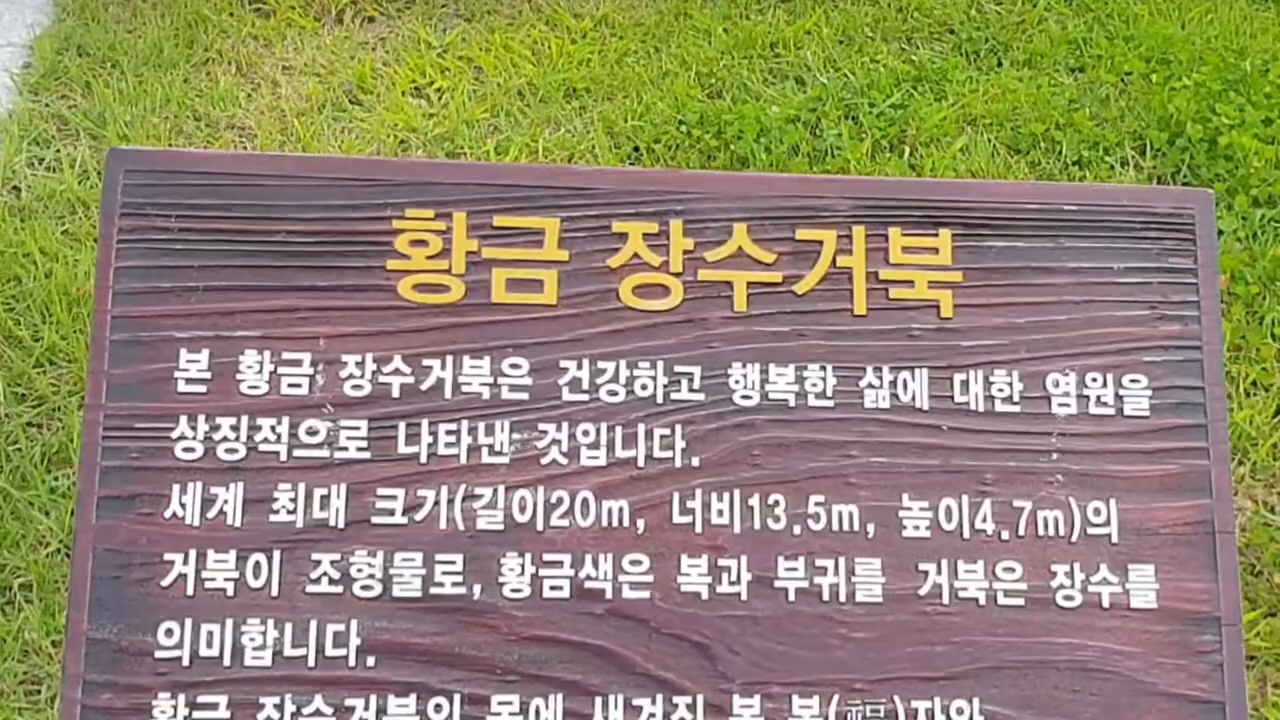 황금 장수거북
본 황금 장수거북은 건강하고 행복한 삶에 대한 염원을
상징적으로 나타낸 것입니다.
세계 최대 크기(길이20m, 너비13.5m, 높이4.7m)의
거북이 조형물로, 황금색은 복과 부귀를 거북은 장수를
의미합니다.
황금 장수거북의 몸에 새겨진 복 복(福)자와